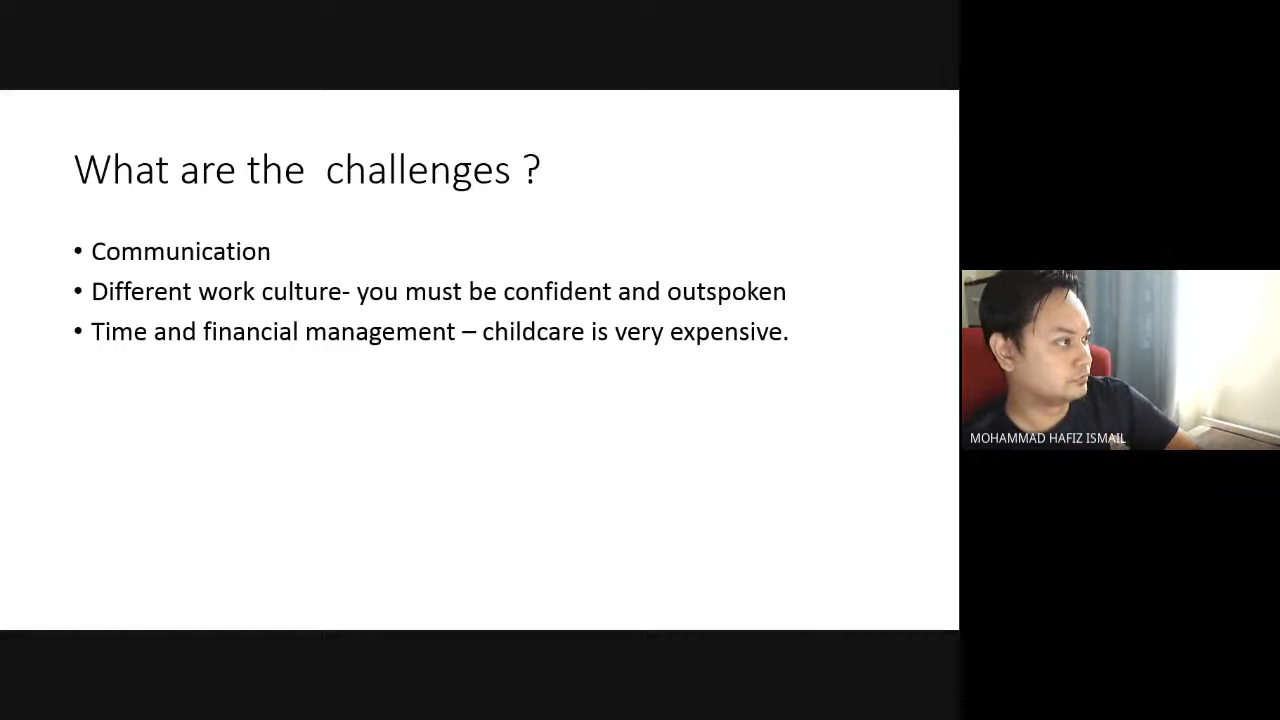 What are the  challenges ?
• Communication
• Different work culture- you must be confident and outspoken
• Time and financial management – childcare is very expensive.
MOHAMMAD HAFIZ ISMAIL